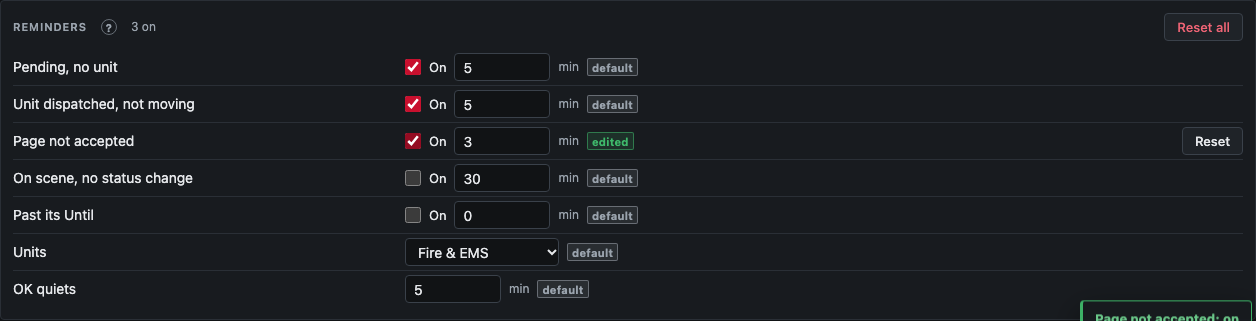 REMINDERS ? 3 on Reset all
Pending, no unit On 5 min default
Unit dispatched, not moving On 5 min default
Page not accepted On 3 min edited Reset
On scene, no status change On 30 min default
Past its Until On 0 min default
Units Fire & EMS default
OK quiets 5 min default
Page not accepted: on